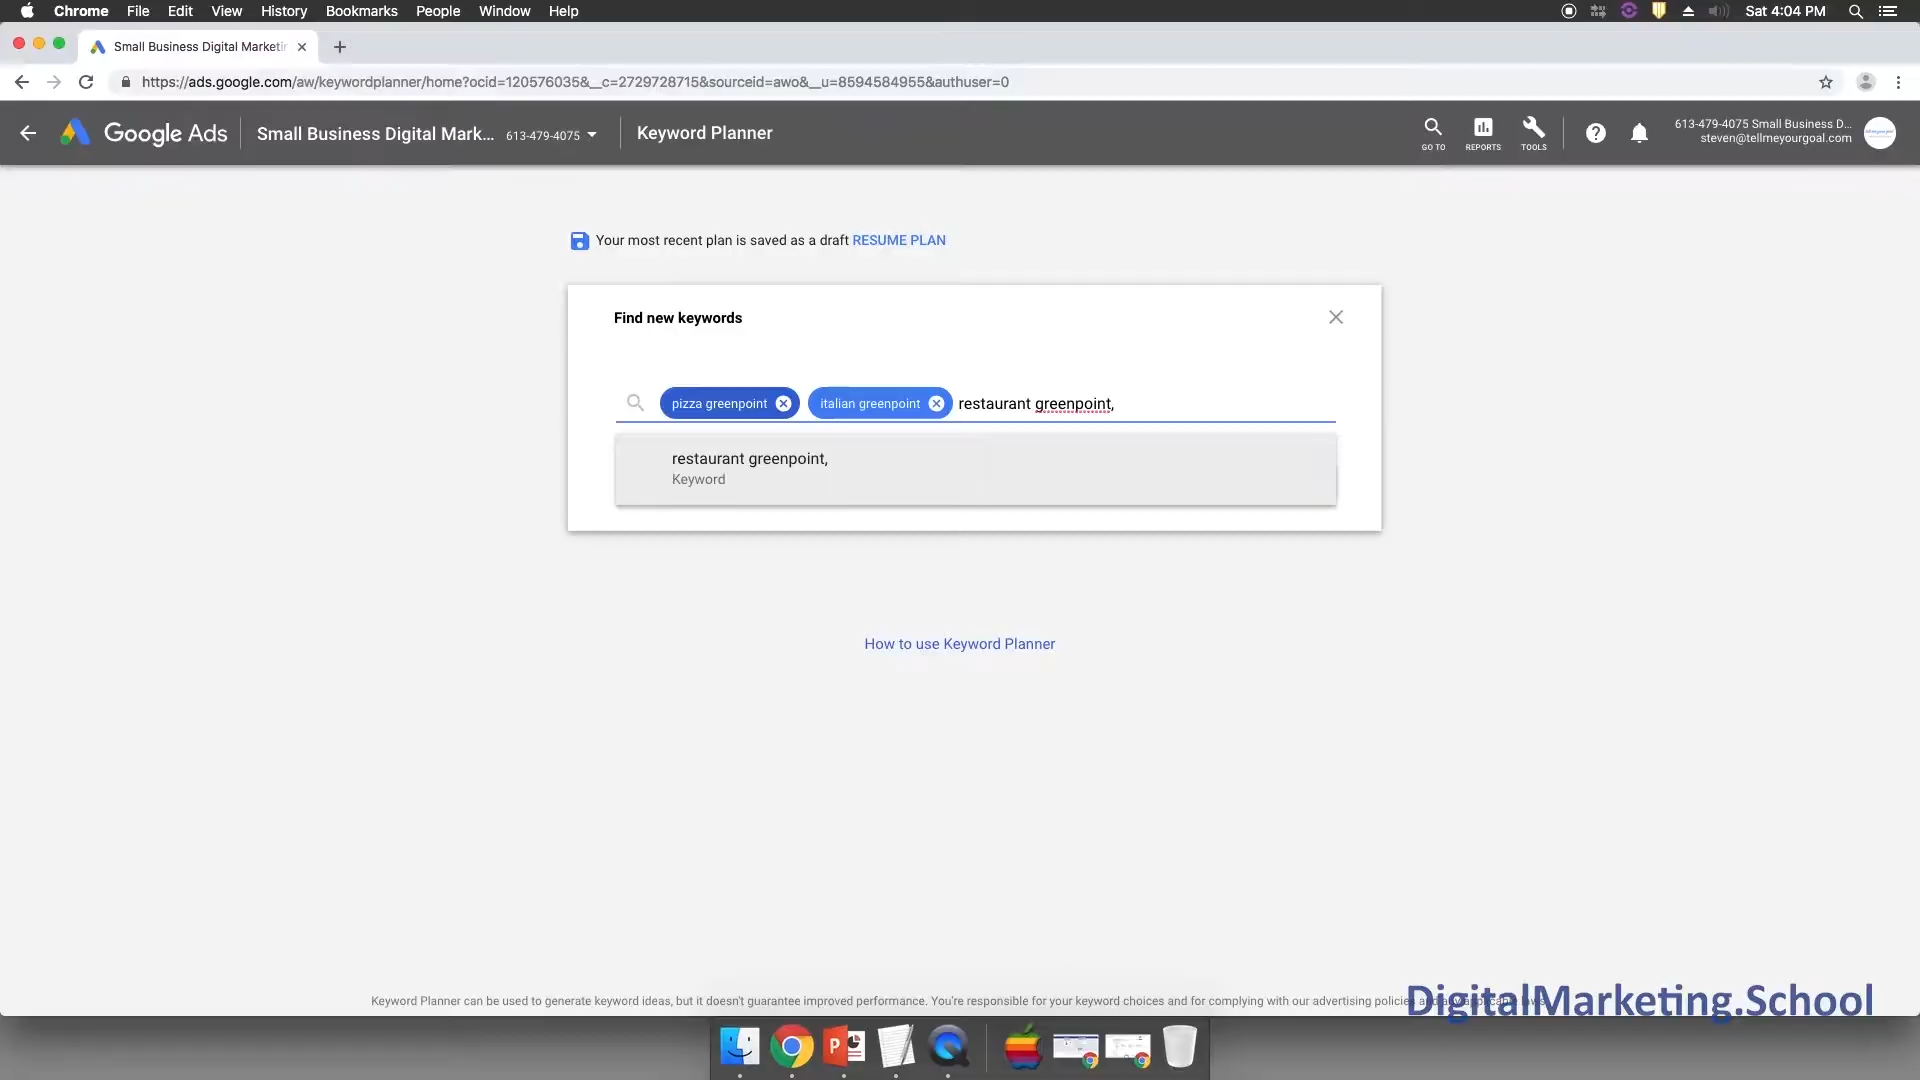 Chrome File Edit View History Bookmarks People Window Help Sat 4:04 PM
Small Business Digital Marketin
https://ads.google.com/aw/keywordplanner/home?ocid=120576035&__c=2729728715&sourceid=awo&__u=8594584955&authuser=0
Google Ads Small Business Digital Mark... 613-479-4075 Keyword Planner
GO TO REPORTS TOOLS
613-479-4075 Small Business D...
steven@tellmeyourgoal.com
Your most recent plan is saved as a draft RESUME PLAN
Find new keywords
pizza greenpoint italian greenpoint restaurant greenpoint,
restaurant greenpoint,
Keyword
How to use Keyword Planner
Keyword Planner can be used to generate keyword ideas, but it doesn't guarantee improved performance. You're responsible for your keyword choices and for complying with our advertising policies and any applicable laws.
DigitalMarketing.School